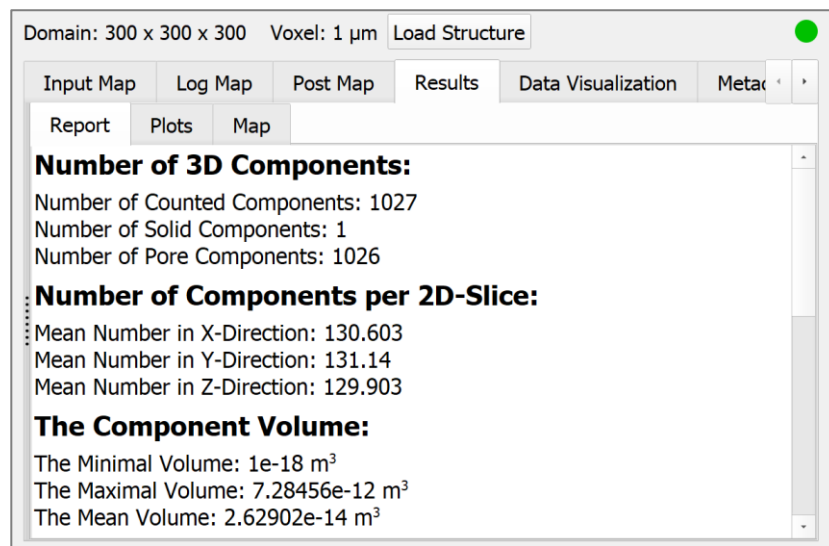 Domain: 300 x 300 x 300 Voxel: 1 µm Load Structure
Input Map Log Map Post Map Results Data Visualization
Report Plots Map
Number of 3D Components:
Number of Counted Components: 1027
Number of Solid Components: 1
Number of Pore Components: 1026
Number of Components per 2D-Slice:
Mean Number in X-Direction: 130.603
Mean Number in Y-Direction: 131.14
Mean Number in Z-Direction: 129.903
The Component Volume:
The Minimal Volume: 1e-18 m³
The Maximal Volume: 7.28456e-12 m³
The Mean Volume: 2.62902e-14 m³